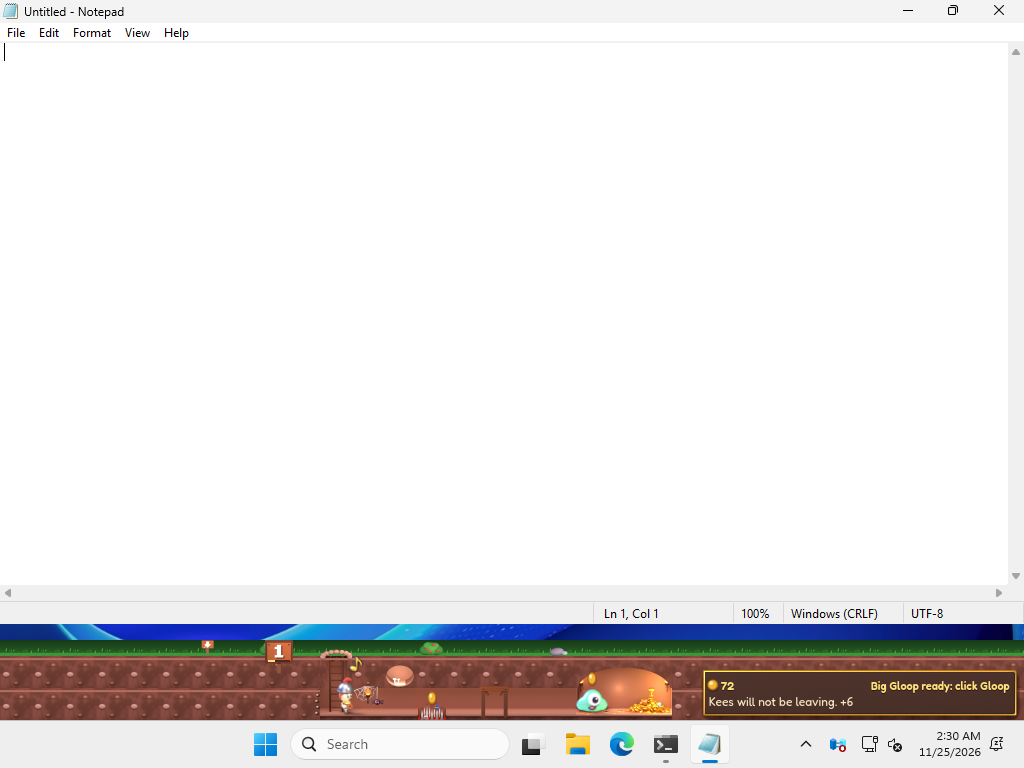 Untitled - Notepad
File Edit Format View Help
Ln 1, Col 1 100% Windows (CRLF) UTF-8
1
72 Big Gloop ready: click Gloop
Kees will not be leaving. +6
Search
2:30 AM
11/25/2026